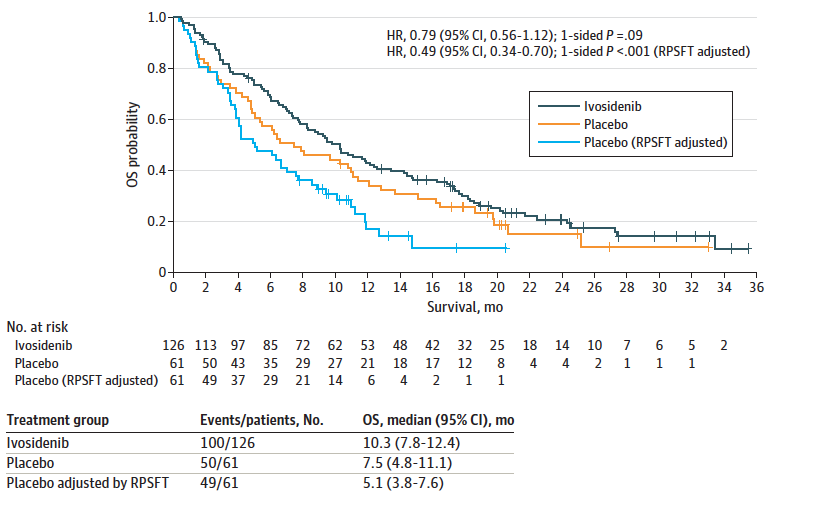 1.0
0.8
0.6
0.4
0.2
0
OS probability
HR, 0.79 (95% CI, 0.56-1.12); 1-sided P =.09
HR, 0.49 (95% CI, 0.34-0.70); 1-sided P <.001 (RPSFT adjusted)
Ivosidenib
Placebo
Placebo (RPSFT adjusted)
0 2 4 6 8 10 12 14 16 18 20 22 24 26 28 30 32 34 36
Survival, mo
No. at risk
Ivosidenib 126 113 97 85 72 62 53 48 42 32 25 18 14 10 7 6 5 2
Placebo 61 50 43 35 29 27 21 18 17 12 8 4 4 2 1 1 1
Placebo (RPSFT adjusted) 61 49 37 29 21 14 6 4 2 1 1
Treatment group Events/patients, No. OS, median (95% CI), mo
Ivosidenib 100/126 10.3 (7.8-12.4)
Placebo 50/61 7.5 (4.8-11.1)
Placebo adjusted by RPSFT 49/61 5.1 (3.8-7.6)